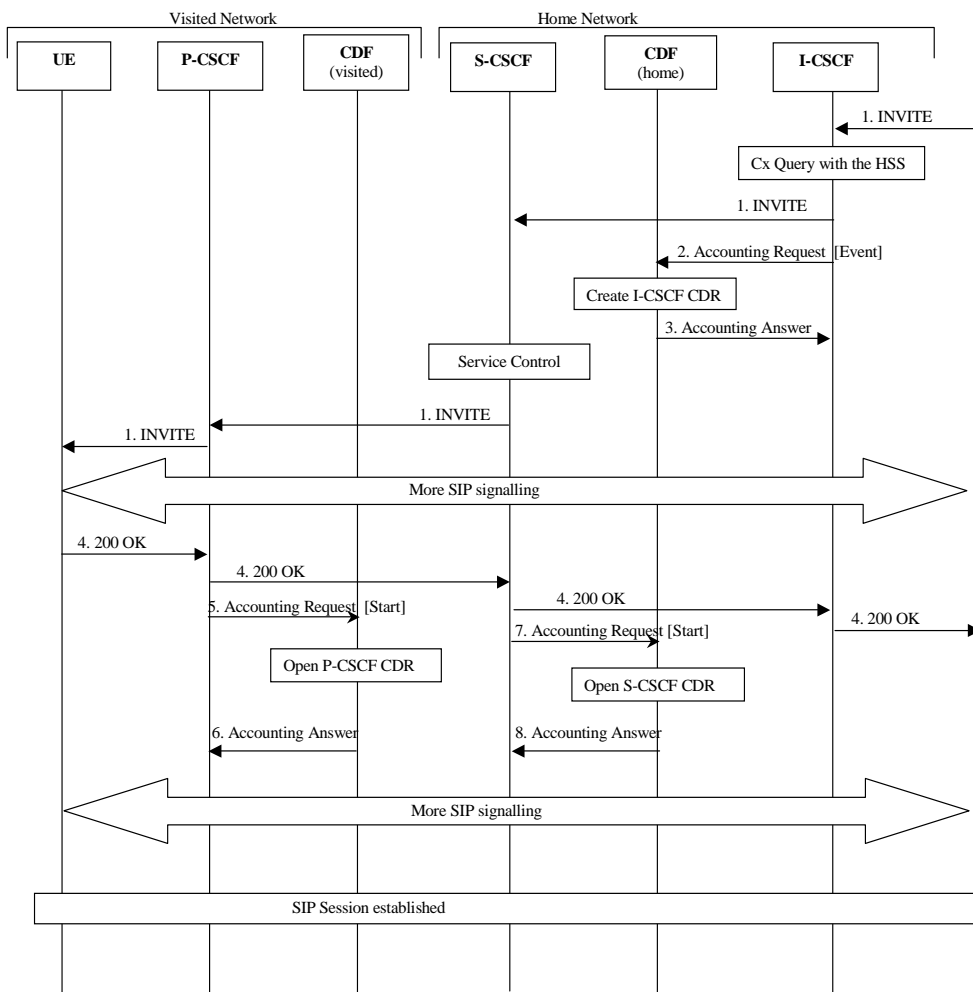 Visited Network
Home Network
UE
P-CSCF
CDF
(visited)
S-CSCF
CDF
(home)
I-CSCF
1. INVITE
Cx Query with the HSS
1. INVITE
2. Accounting Request [Event]
Create I-CSCF CDR
3. Accounting Answer
Service Control
1. INVITE
1. INVITE
More SIP signalling
4. 200 OK
4. 200 OK
4. 200 OK
5. Accounting Request [Start]
4. 200 OK
7. Accounting Request [Start]
Open P-CSCF CDR
Open S-CSCF CDR
6. Accounting Answer
8. Accounting Answer
More SIP signalling
SIP Session established